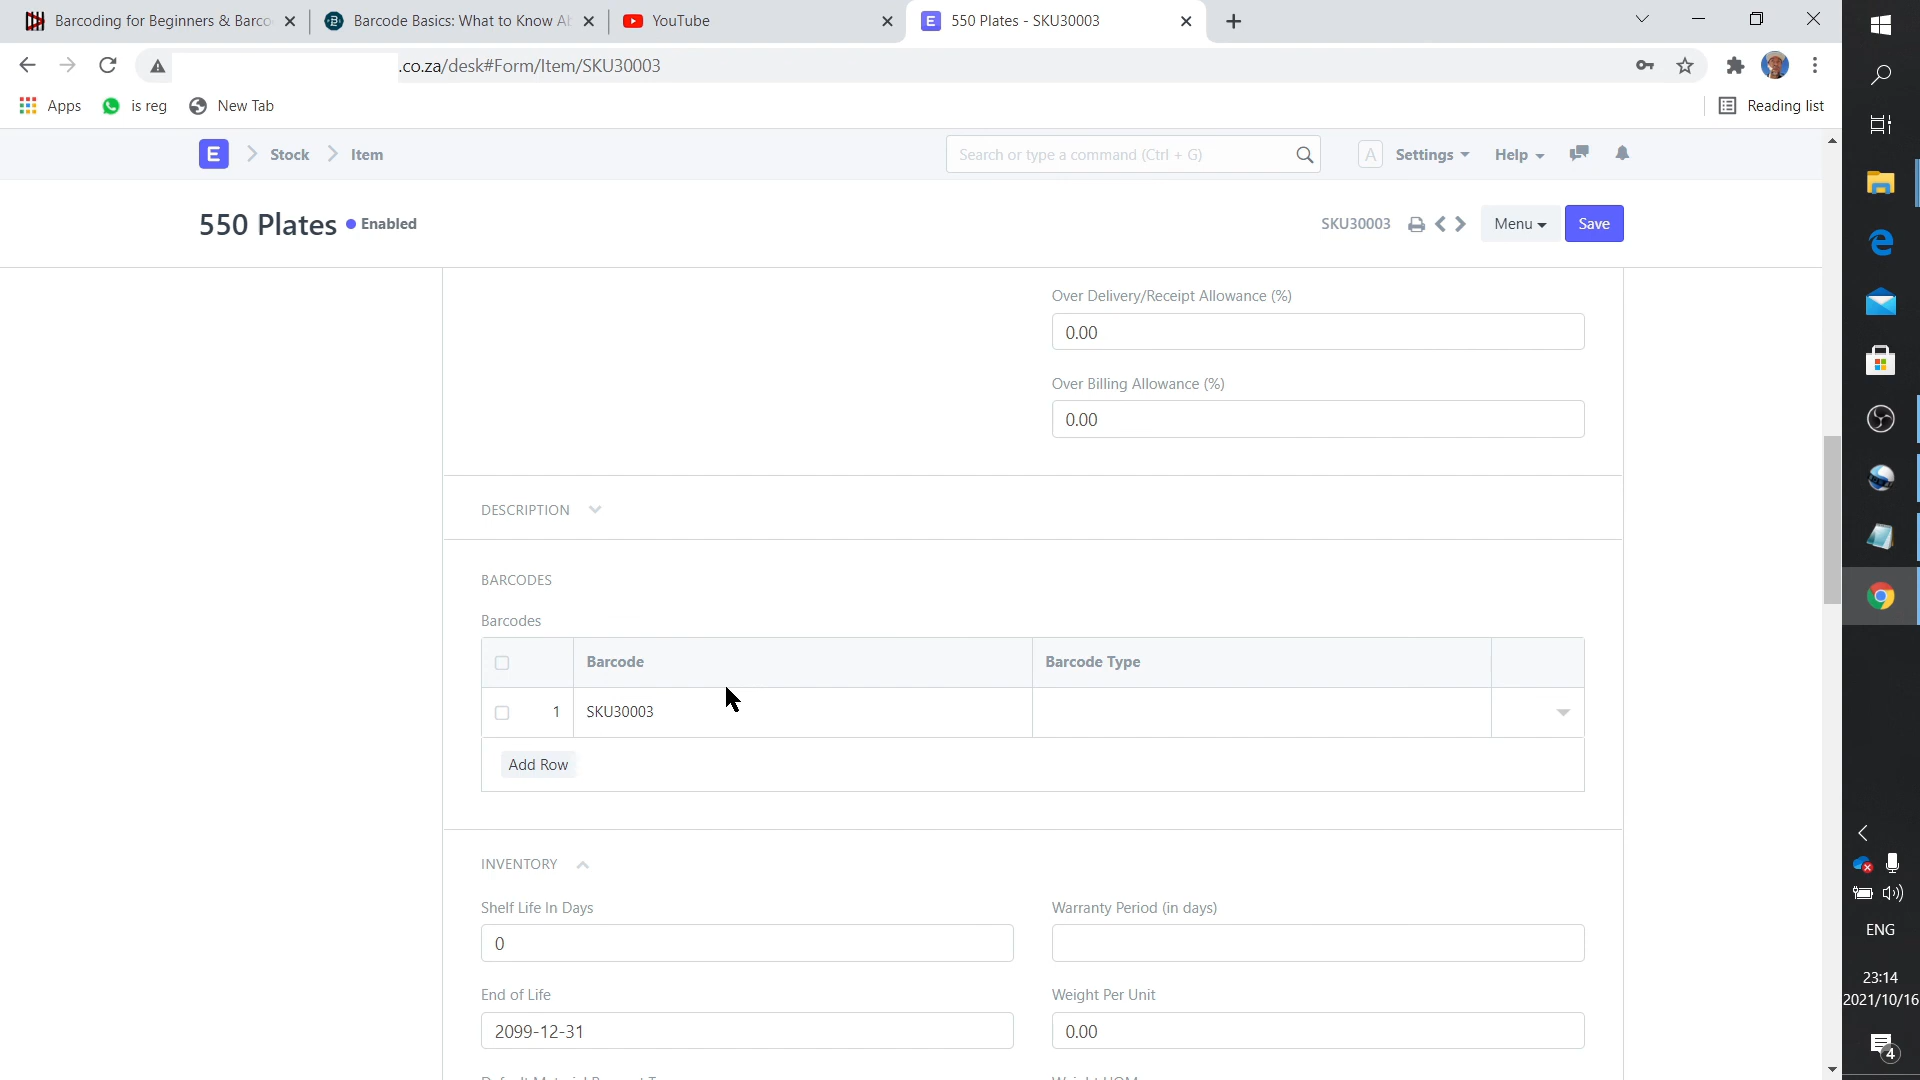 Barcoding for Beginners & Barco
Barcode Basics: What to Know A
YouTube
550 Plates - SKU30003
.co.za/desk#Form/Item/SKU30003
Apps
is reg
New Tab
Reading list
E
Stock
Item
Search or type a command (Ctrl + G)
A
Settings
Help
550 Plates
Enabled
SKU30003
Menu
Save
Over Delivery/Receipt Allowance (%)
0.00
Over Billing Allowance (%)
0.00
DESCRIPTION
BARCODES
Barcodes
Barcode
Barcode Type
1
SKU30003
Add Row
INVENTORY
Shelf Life In Days
Warranty Period (in days)
0
End of Life
Weight Per Unit
2099-12-31
0.00
ENG
23:14
2021/10/16
4